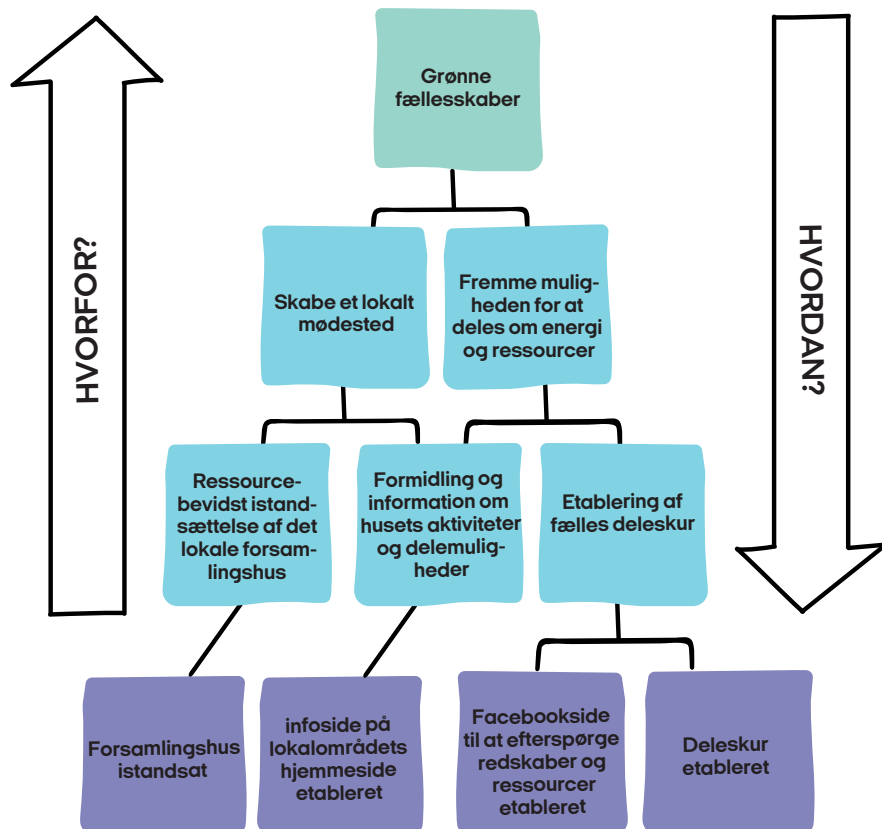 Grønne
fællesskaber
HVORFOR?
HVORDAN?
Skabe et lokalt
mødested
Fremme mulig-
heden for at
deles om energi
og ressourcer
Ressource-
bevidst istand-
sættelse af det
lokale forsam-
lingshus
Formidling og
information om
husets aktiviteter
og delemulig-
heder
Etablering af
fælles deleskur
Forsamlingshus
istandsat
infoside på
lokalområdets
hjemmeside
etableret
Facebookside
til at efterspørge
redskaber og
ressourcer
etableret
Deleskur
etableret